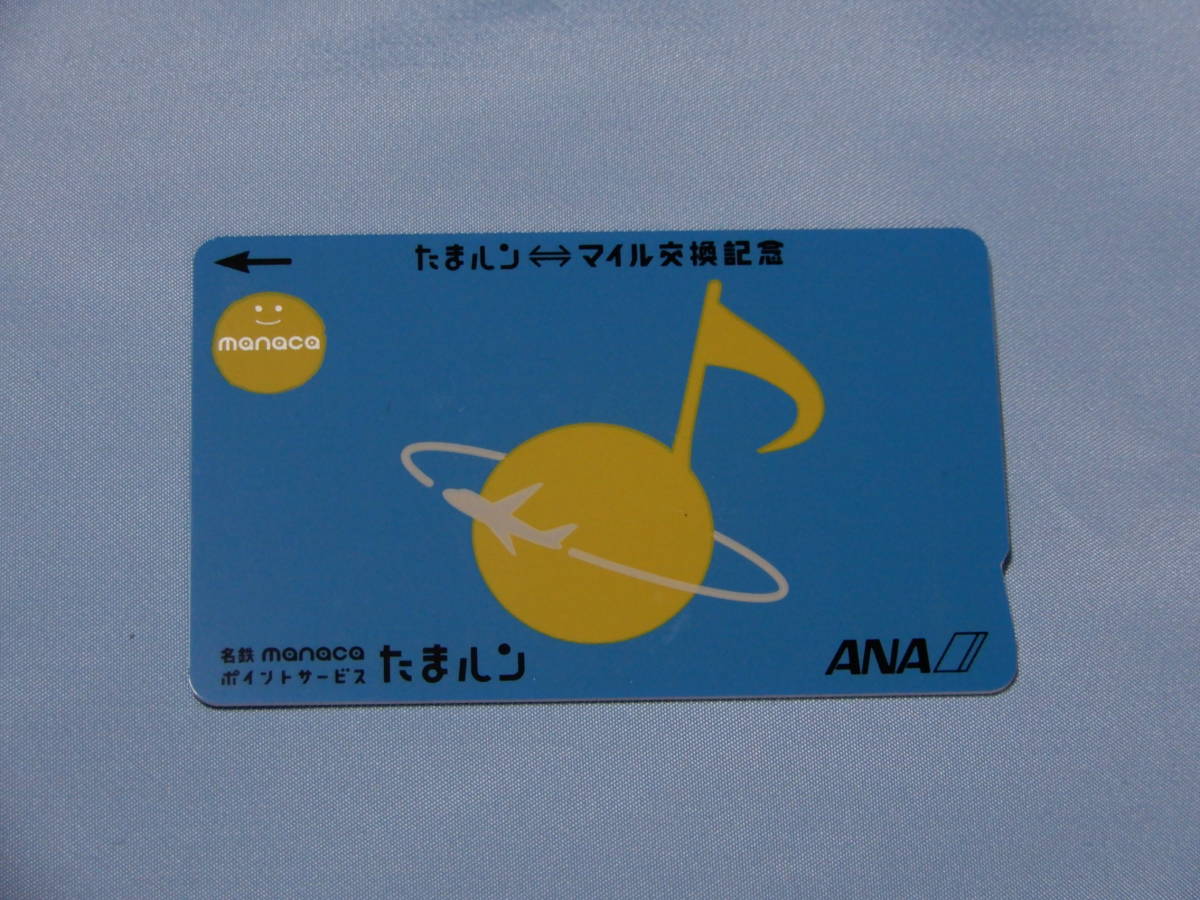 たまルン⇔マイル交換記念
manaca
名鉄 manaca
ポイントサービス たまルン
ANA